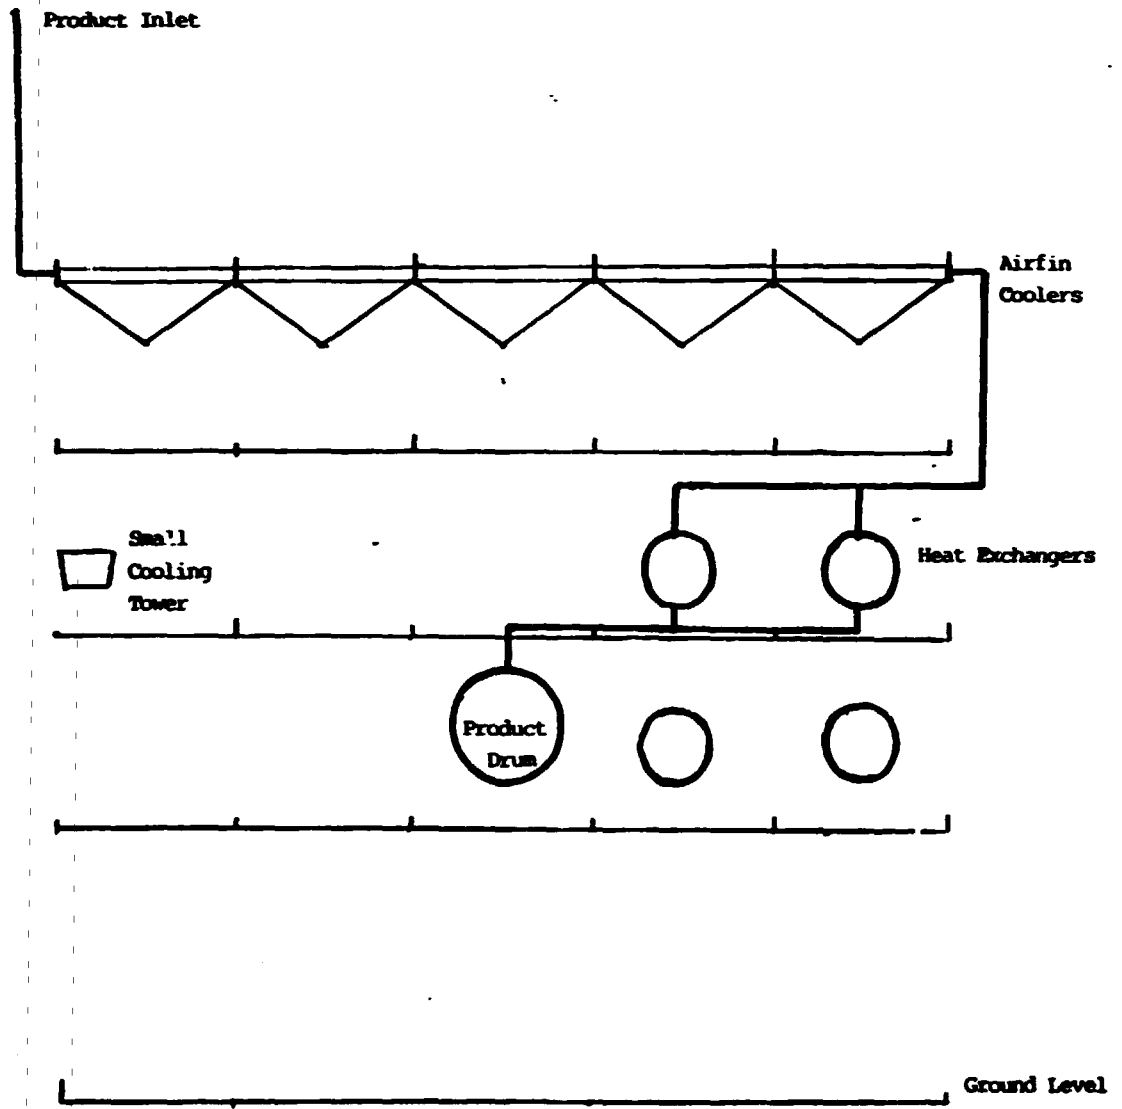 Product Inlet
Airfin
Coolers
Small
Cooling
Tower
Heat Exchangers
Product
Drum
Ground Level